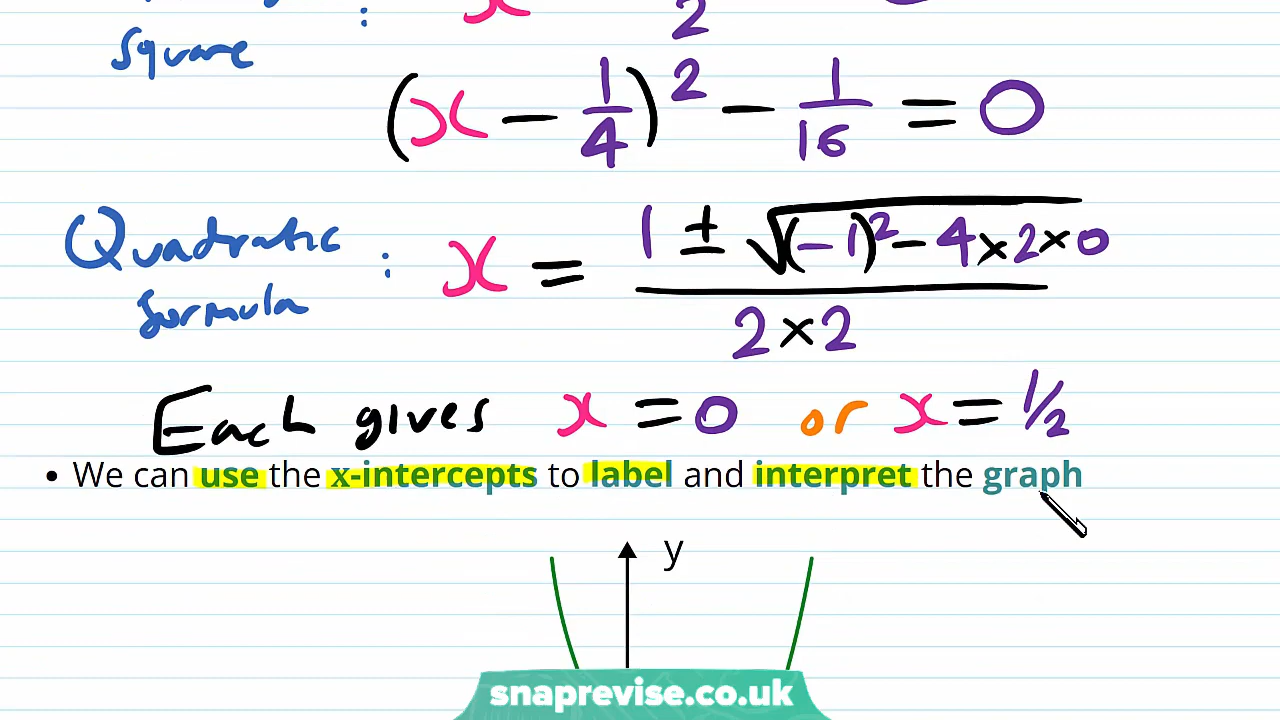 : x 2
Square
(x - 1/4)² - 1/16 = 0
Quadratic formula : x = (1 ± √((-1)² - 4×2×0)) / (2×2)
Each gives x = 0 or x = 1/2
• We can use the x-intercepts to label and interpret the graph
y
snaprevise.co.uk